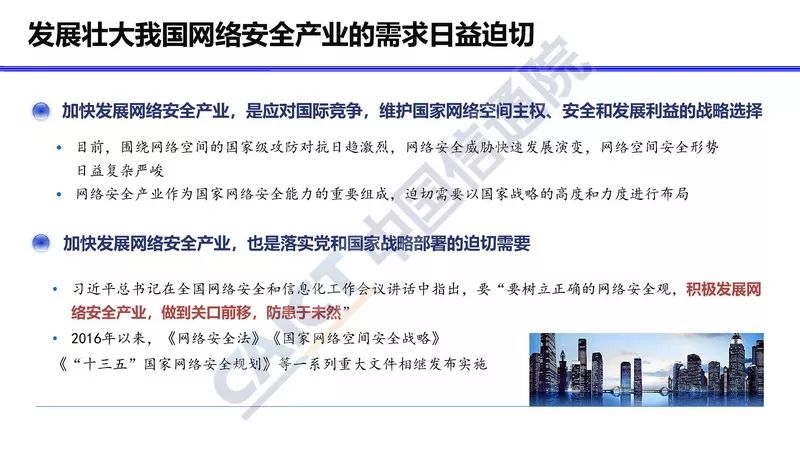 发展壮大我国网络安全产业的需求日益迫切
加快发展网络安全产业，是应对国际竞争，维护国家网络空间主权、安全和发展利益的战略选择
• 目前，围绕网络空间的国家级攻防对抗日趋激烈，网络安全威胁快速发展演变，网络空间安全形势
日益复杂严峻
• 网络安全产业作为国家网络安全能力的重要组成，迫切需要以国家战略的高度和力度进行布局
加快发展网络安全产业，也是落实党和国家战略部署的迫切需要
• 习近平总书记在全国网络安全和信息化工作会议讲话中指出，要“要树立正确的网络安全观，积极发展网
络安全产业，做到关口前移，防患于未然”
• 2016年以来，《网络安全法》《国家网络空间安全战略》
《“十三五”国家网络安全规划》等一系列重大文件相继发布实施
CAICT 中国信通院